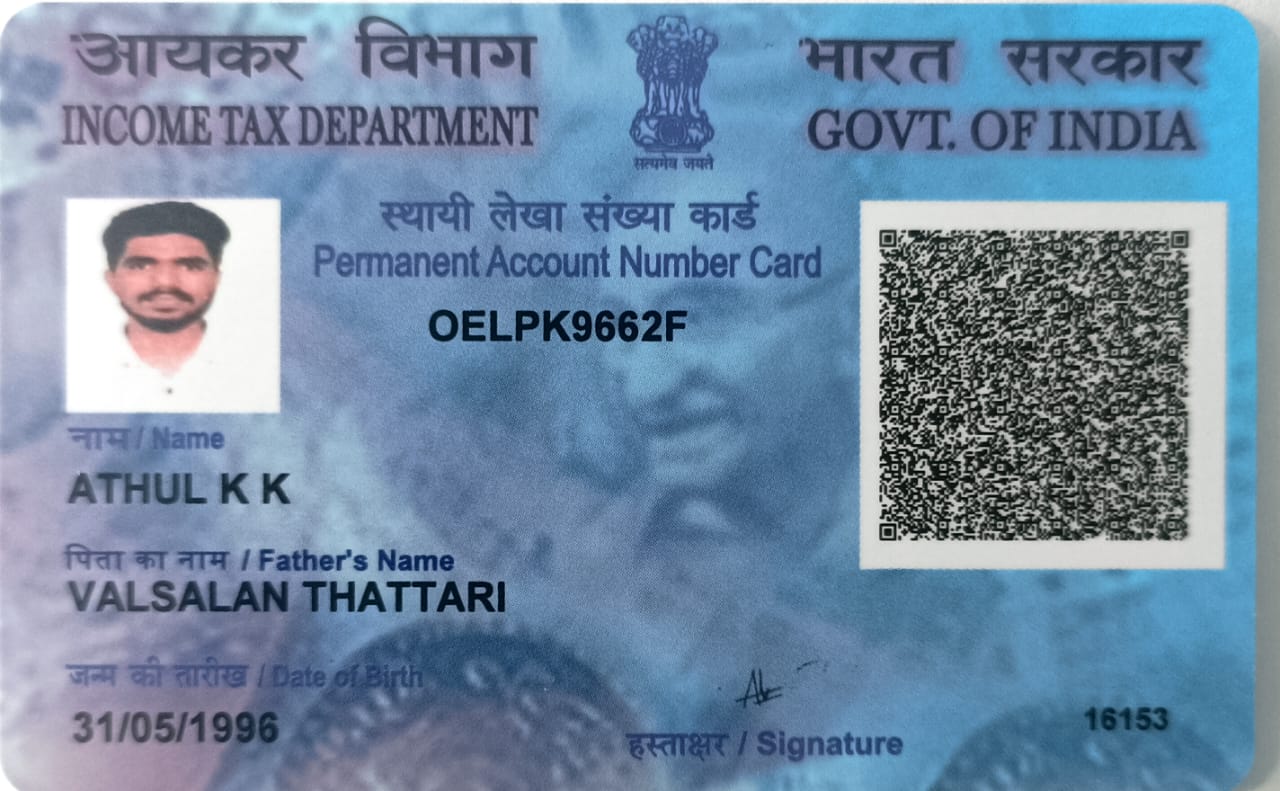 आयकर विभाग
INCOME TAX DEPARTMENT
सत्यमेव जयते
भारत सरकार
GOVT. OF INDIA
स्थायी लेखा संख्या कार्ड
Permanent Account Number Card
OELPK9662F
नाम / Name
ATHUL K K
पिता का नाम / Father's Name
VALSALAN THATTARI
जन्म की तारीख / Date of Birth
31/05/1996
हस्ताक्षर / Signature
16153